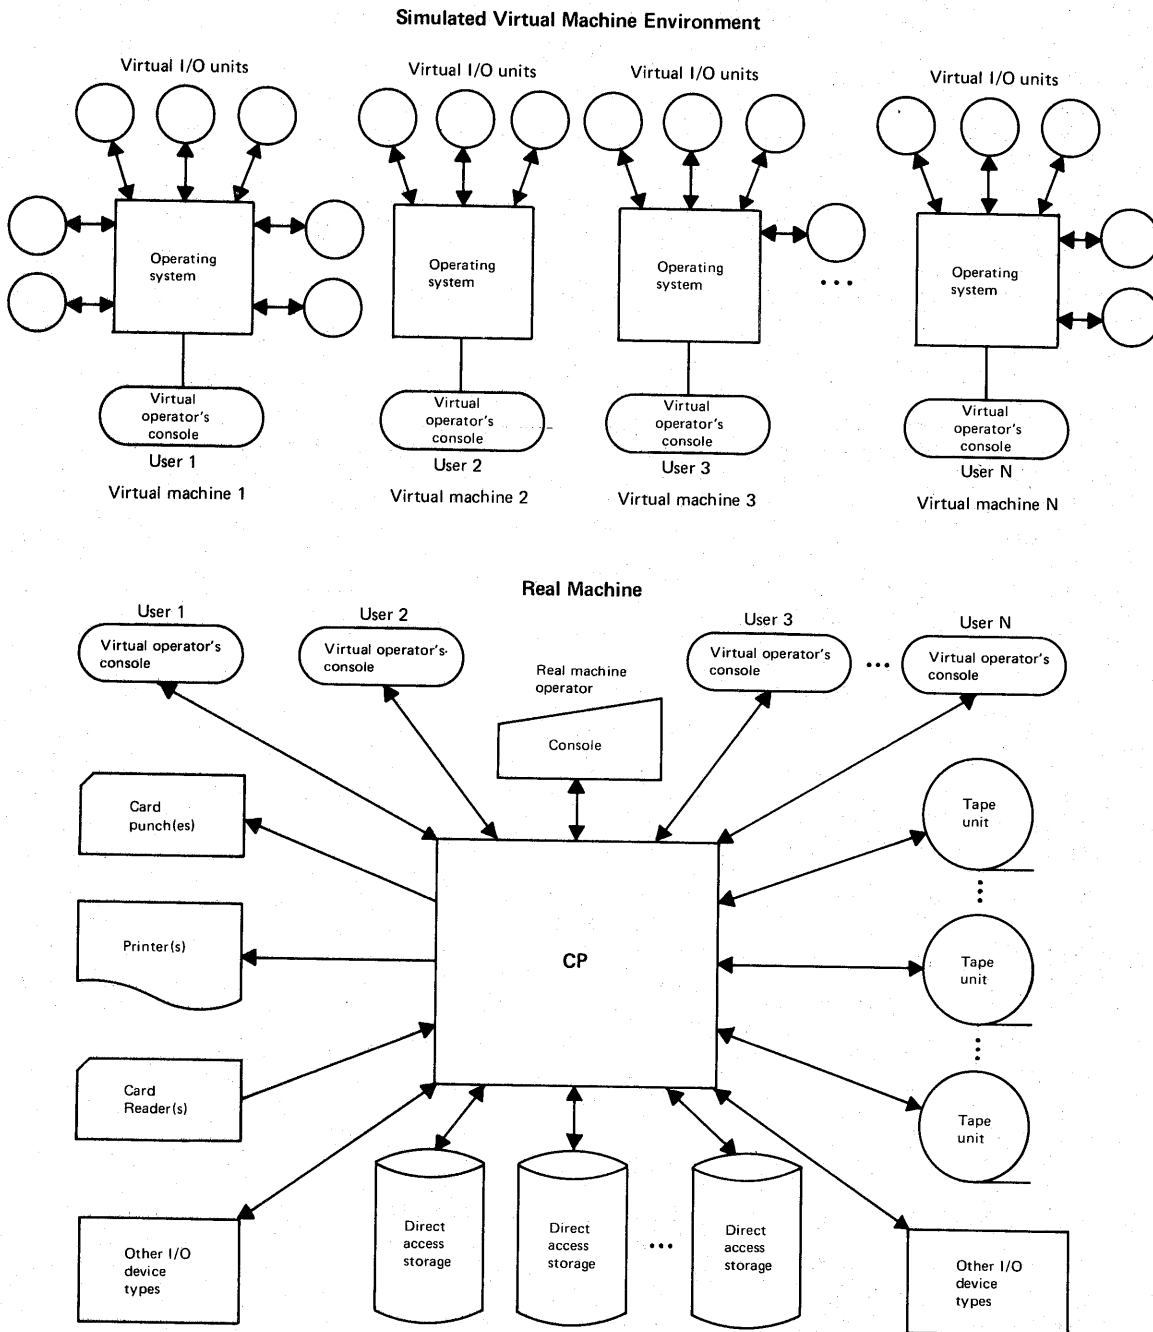 Simulated Virtual Machine Environment
Virtual I/O units
Virtual I/O units
Virtual I/O units
Virtual I/O units
Operating
system
Operating
system
Operating
system
Operating
system
...
Virtual
operator's
console
Virtual
operator's
console
Virtual
operator's
console
Virtual
operator's
console
User 1
User 2
User 3
User N
Virtual machine 1
Virtual machine 2
Virtual machine 3
Virtual machine N
Real Machine
User 1
User 2
User 3
User N
Virtual operator's
console
Virtual operator's
console
Virtual operator's
console
...
Virtual operator's
console
Real machine
operator
Console
Card
punch(es)
Tape
unit
Printer(s)
CP
Tape
unit
Card
Reader(s)
Tape
unit
Other I/O
device
types
Direct
access
storage
Direct
access
storage
...
Direct
access
storage
Other I/O
device
types